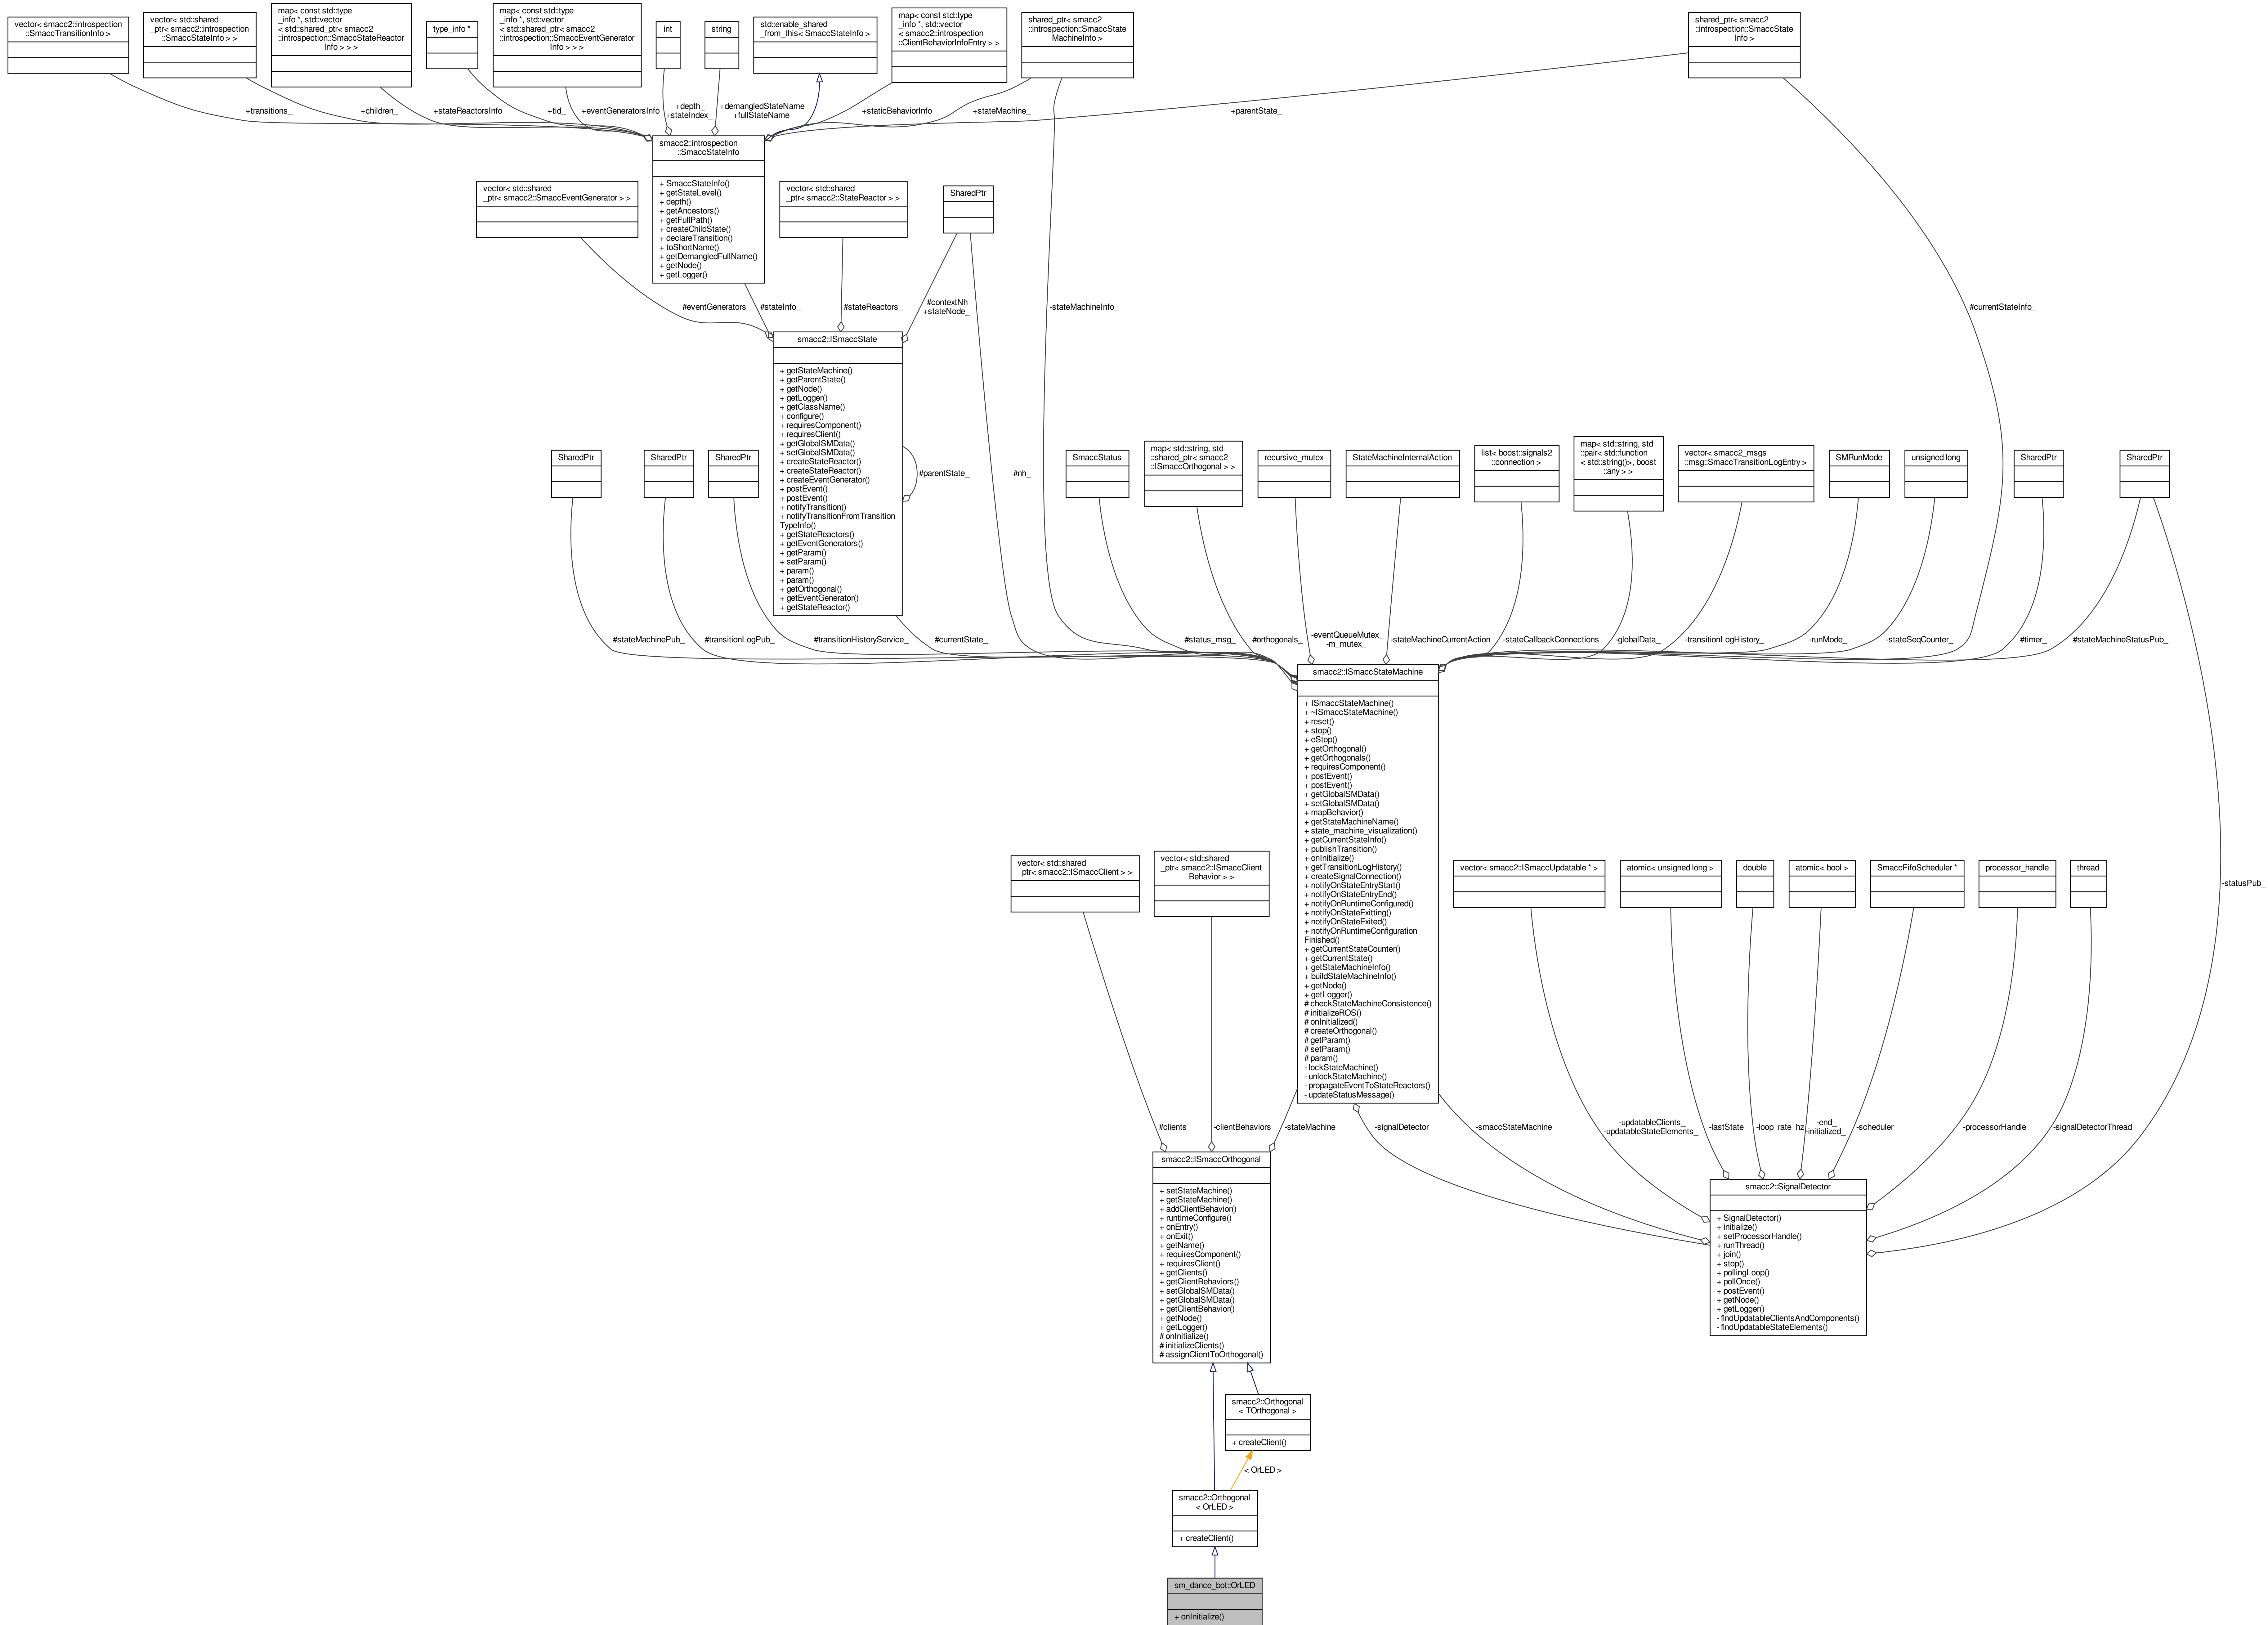 vector< smacc2::introspection
::SmaccTransitionInfo >
vector< std::shared
_ptr< smacc2::introspection
::SmaccStateInfo > >
map< const std::type
_info *, std::vector
< std::shared_ptr< smacc2
::introspection::SmaccStateReactor
Info > > >
type_info *
map< const std::type
_info *, std::vector
< std::shared_ptr< smacc2
::introspection::SmaccEventGenerator
Info > > >
int
string
std::enable_shared
_from_this< SmaccStateInfo >
map< const std::type
_info *, std::vector
< smacc2::introspection
::ClientBehaviorInfoEntry > >
shared_ptr< smacc2
::introspection::SmaccState
MachineInfo >
shared_ptr< smacc2
::introspection::SmaccState
Info >
+transitions_
+children_
+stateReactorsInfo
+tid_
+eventGeneratorsInfo
+depth_
+stateIndex_
+demangledStateName
+fullStateName
+staticBehaviorInfo
+stateMachine_
+parentState_
smacc2::introspection
::SmaccStateInfo
+ SmaccStateInfo()
+ getStateLevel()
+ depth()
+ getAncestors()
+ getFullPath()
+ createChildState()
+ declareTransition()
+ toShortName()
+ getDemangledFullName()
+ getNode()
+ getLogger()
vector< std::shared
_ptr< smacc2::SmaccEventGenerator > >
vector< std::shared
_ptr< smacc2::StateReactor > >
SharedPtr
#eventGenerators_
#stateInfo_
#stateReactors_
#contextNh
+stateNode_
-stateMachineInfo_
#currentStateInfo_
smacc2::ISmaccState
+ getStateMachine()
+ getParentState()
+ getNode()
+ getLogger()
+ getClassName()
+ configure()
+ requiresComponent()
+ requiresClient()
+ getGlobalSMData()
+ setGlobalSMData()
+ createStateReactor()
+ createStateReactor()
+ createEventGenerator()
+ postEvent()
+ postEvent()
+ notifyTransition()
+ notifyTransitionFromTransition
TypeInfo()
+ getStateReactors()
+ getEventGenerators()
+ getParam()
+ setParam()
+ param()
+ param()
+ getOrthogonal()
+ getEventGenerator()
+ getStateReactor()
#parentState_
#nh_
SharedPtr
SharedPtr
SharedPtr
SmaccStatus
map< std::string, std
::shared_ptr< smacc2
::ISmaccOrthogonal > >
recursive_mutex
StateMachineInternalAction
list< boost::signals2
::connection >
map< std::string, std
::pair< std::function
< std::string()>, boost
::any > >
vector< smacc2_msgs
::msg::SmaccTransitionLogEntry >
SMRunMode
unsigned long
SharedPtr
SharedPtr
#stateMachinePub_
#transitionLogPub_
#transitionHistoryService_
#currentState_
#status_msg_
#orthogonals_
-eventQueueMutex_
-m_mutex_
-stateMachineCurrentAction
-stateCallbackConnections
-globalData_
-transitionLogHistory_
-runMode_
-stateSeqCounter_
#timer_
#stateMachineStatusPub_
smacc2::ISmaccStateMachine
+ ISmaccStateMachine()
+ ~ISmaccStateMachine()
+ reset()
+ stop()
+ eStop()
+ getOrthogonal()
+ getOrthogonals()
+ requiresComponent()
+ postEvent()
+ postEvent()
+ getGlobalSMData()
+ setGlobalSMData()
+ mapBehavior()
+ getStateMachineName()
+ state_machine_visualization()
+ getCurrentStateInfo()
+ publishTransition()
+ onInitialize()
+ getTransitionLogHistory()
+ createSignalConnection()
+ notifyOnStateEntryStart()
+ notifyOnStateEntryEnd()
+ notifyOnRuntimeConfigured()
+ notifyOnStateExitting()
+ notifyOnStateExited()
+ notifyOnRuntimeConfiguration
Finished()
+ getCurrentStateCounter()
+ getCurrentState()
+ getStateMachineInfo()
+ buildStateMachineInfo()
+ getNode()
+ getLogger()
# checkStateMachineConsistence()
# initializeROS()
# onInitialized()
# createOrthogonal()
# getParam()
# setParam()
# param()
- lockStateMachine()
- unlockStateMachine()
- propagateEventToStateReactors()
- updateStatusMessage()
vector< std::shared
_ptr< smacc2::ISmaccClient > >
vector< std::shared
_ptr< smacc2::ISmaccClient
Behavior > >
vector< smacc2::ISmaccUpdatable * >
atomic< unsigned long >
double
atomic< bool >
SmaccFifoScheduler *
processor_handle
thread
-statusPub_
#clients_
-clientBehaviors_
-stateMachine_
-signalDetector_
-smaccStateMachine_
-updatableClients_
-updatableStateElements_
-lastState_
-loop_rate_hz
-end_
-initialized_
-scheduler_
-processorHandle_
-signalDetectorThread_
smacc2::ISmaccOrthogonal
+ setStateMachine()
+ getStateMachine()
+ addClientBehavior()
+ runtimeConfigure()
+ onEntry()
+ onExit()
+ getName()
+ requiresComponent()
+ requiresClient()
+ getClients()
+ getClientBehaviors()
+ setGlobalSMData()
+ getGlobalSMData()
+ getClientBehavior()
+ getNode()
+ getLogger()
# onInitialize()
# initializeClients()
# assignClientToOrthogonal()
smacc2::SignalDetector
+ SignalDetector()
+ initialize()
+ setProcessorHandle()
+ runThread()
+ join()
+ stop()
+ pollingLoop()
+ pollOnce()
+ postEvent()
+ getNode()
+ getLogger()
- findUpdatableClientsAndComponents()
- findUpdatableStateElements()
smacc2::Orthogonal
< TOrthogonal >
+ createClient()
< OrLED >
smacc2::Orthogonal
< OrLED >
+ createClient()
sm_dance_bot::OrLED
+ onInitialize()